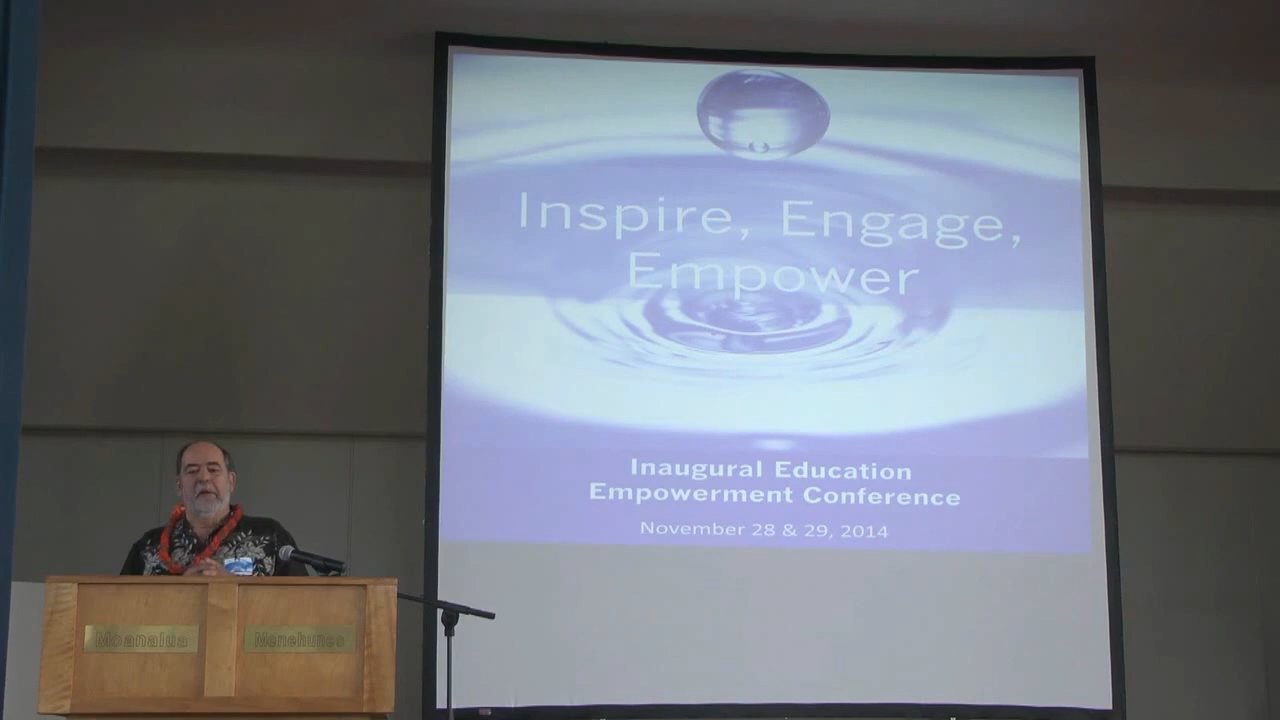 Inspire, Engage,
Empower
Inaugural Education
Empowerment Conference
November 28 & 29, 2014
Moanalua
Menehunes